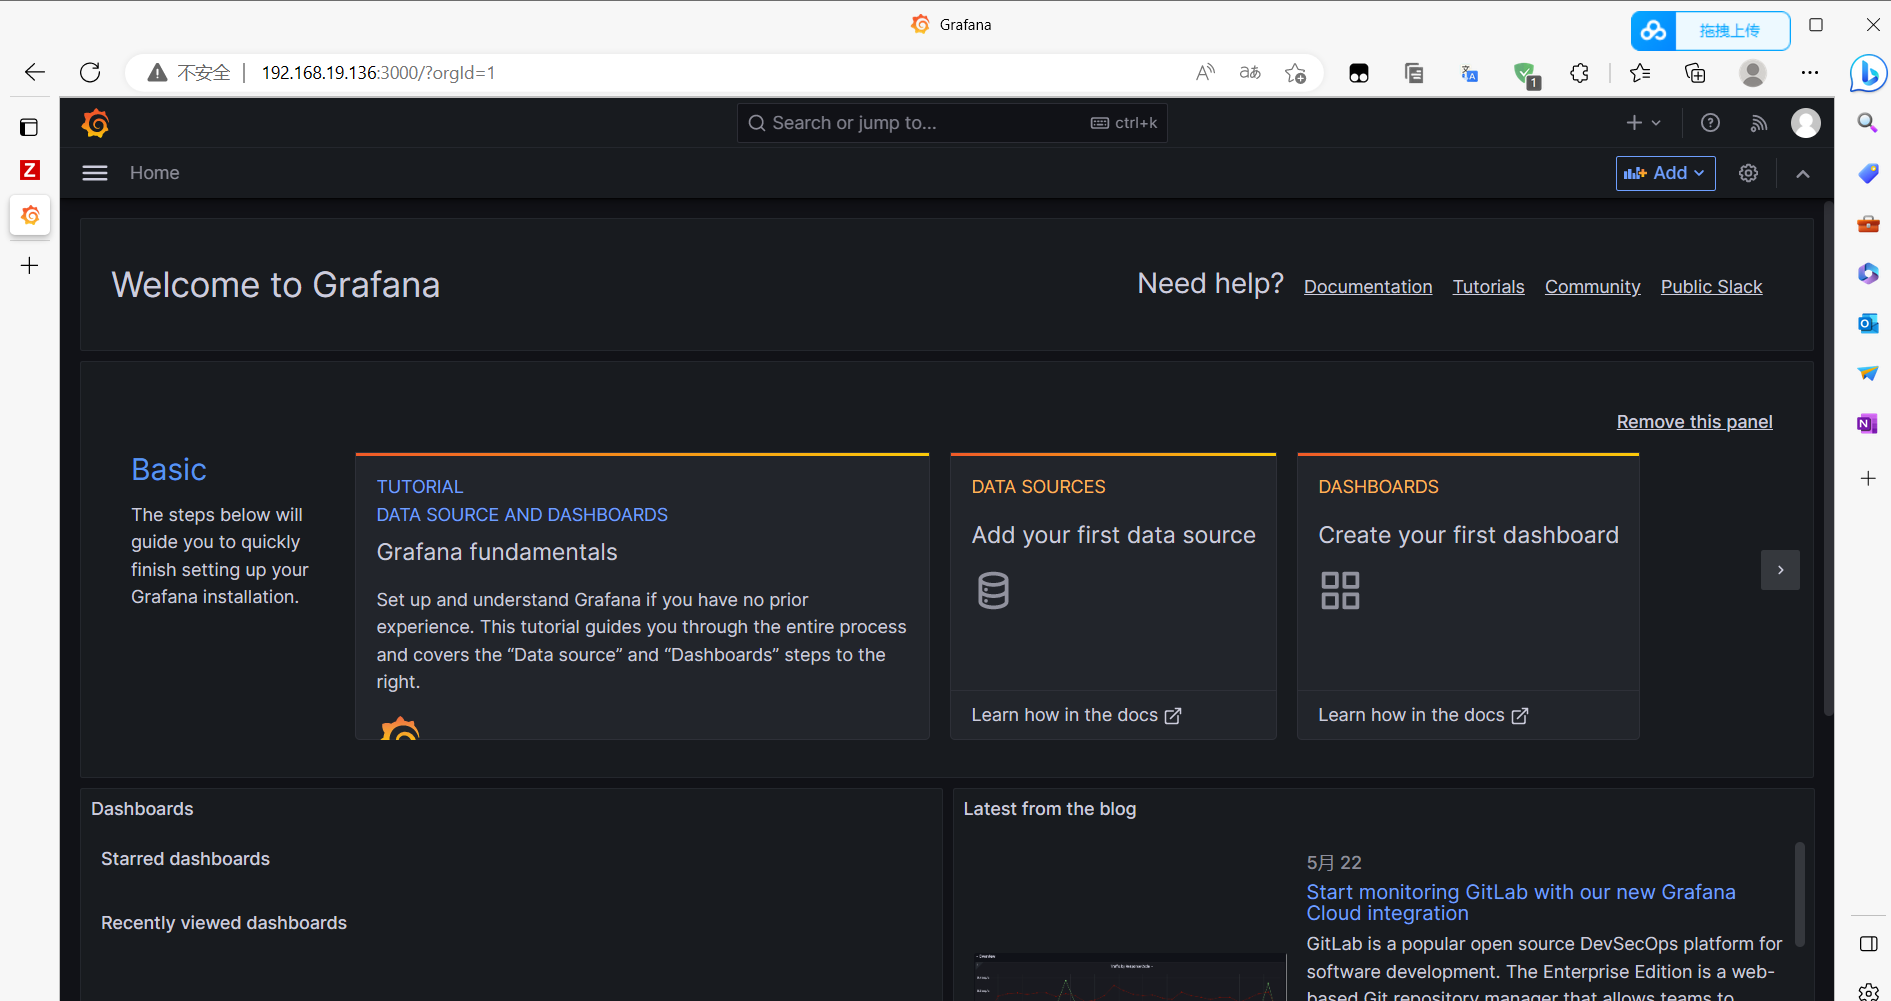 Grafana
拖拽上传
不安全
192.168.19.136:3000/?orgId=1
1
Search or jump to...
ctrl+k
Home
Add
Welcome to Grafana
Need help?
Documentation
Tutorials
Community
Public Slack
Remove this panel
Basic
The steps below will
guide you to quickly
finish setting up your
Grafana installation.
TUTORIAL
DATA SOURCE AND DASHBOARDS
Grafana fundamentals
Set up and understand Grafana if you have no prior
experience. This tutorial guides you through the entire process
and covers the “Data source” and “Dashboards” steps to the
right.
DATA SOURCES
Add your first data source
Learn how in the docs
DASHBOARDS
Create your first dashboard
Learn how in the docs
Dashboards
Starred dashboards
Recently viewed dashboards
Latest from the blog
5月 22
Start monitoring GitLab with our new Grafana
Cloud integration
GitLab is a popular open source DevSecOps platform for
software development. The Enterprise Edition is a web-
based Git repository manager that allows teams to